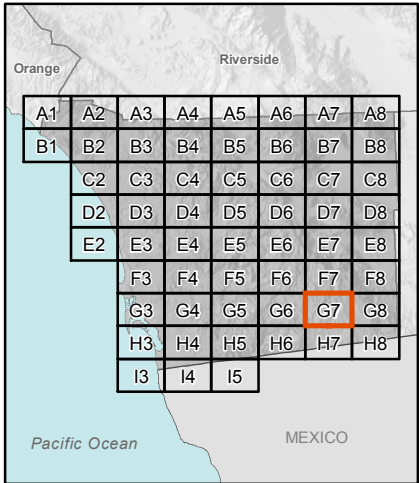 Riverside
Orange
A1 A2 A3 A4 A5 A6 A7 A8
B1 B2 B3 B4 B5 B6 B7 B8
C2 C3 C4 C5 C6 C7 C8
D2 D3 D4 D5 D6 D7 D8
E2 E3 E4 E5 E6 E7 E8
F3 F4 F5 F6 F7 F8
G3 G4 G5 G6 G7 G8
H3 H4 H5 H6 H7 H8
I3 I4 I5
Pacific Ocean
MEXICO